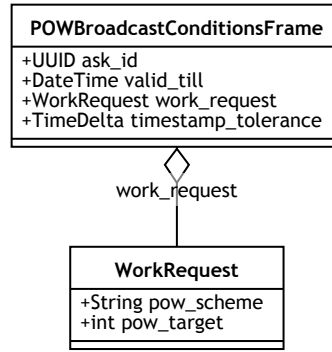 POWBroadcastConditionsFrame
+UUID ask_id
+DateTime valid_till
+WorkRequest work_request
+TimeDelta timestamp_tolerance
work_request
WorkRequest
+String pow_scheme
+int pow_target